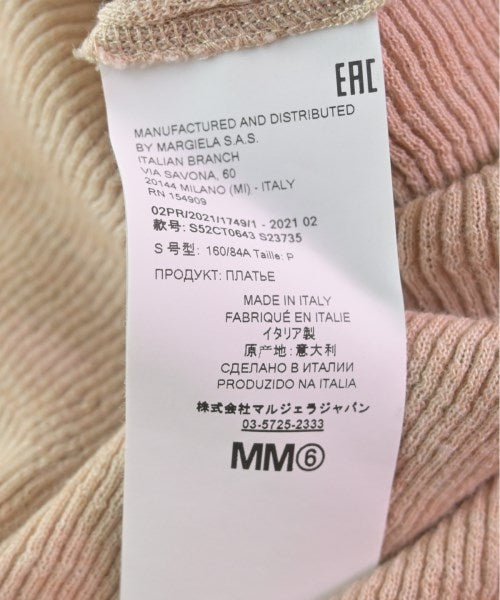 EAC
MANUFACTURED AND DISTRIBUTED
BY MARGIELA S.A.S.
ITALIAN BRANCH
VIA SAVONA, 60
20144 MILANO (MI) - ITALY
RN 154909
02PR/2021/1749/1 - 2021 02
款号: S52CT0643 S23735
S 号型: 160/84A Taille: P
ПРОДУКТ: ПЛАТЬЕ
MADE IN ITALY
FABRIQUÉ EN ITALIE
イタリア製
原产地: 意大利
СДЕЛАНО В ИТАЛИИ
PRODUZIDO NA ITALIA
株式会社マルジェラジャパン
03-5725-2333
MM⑥